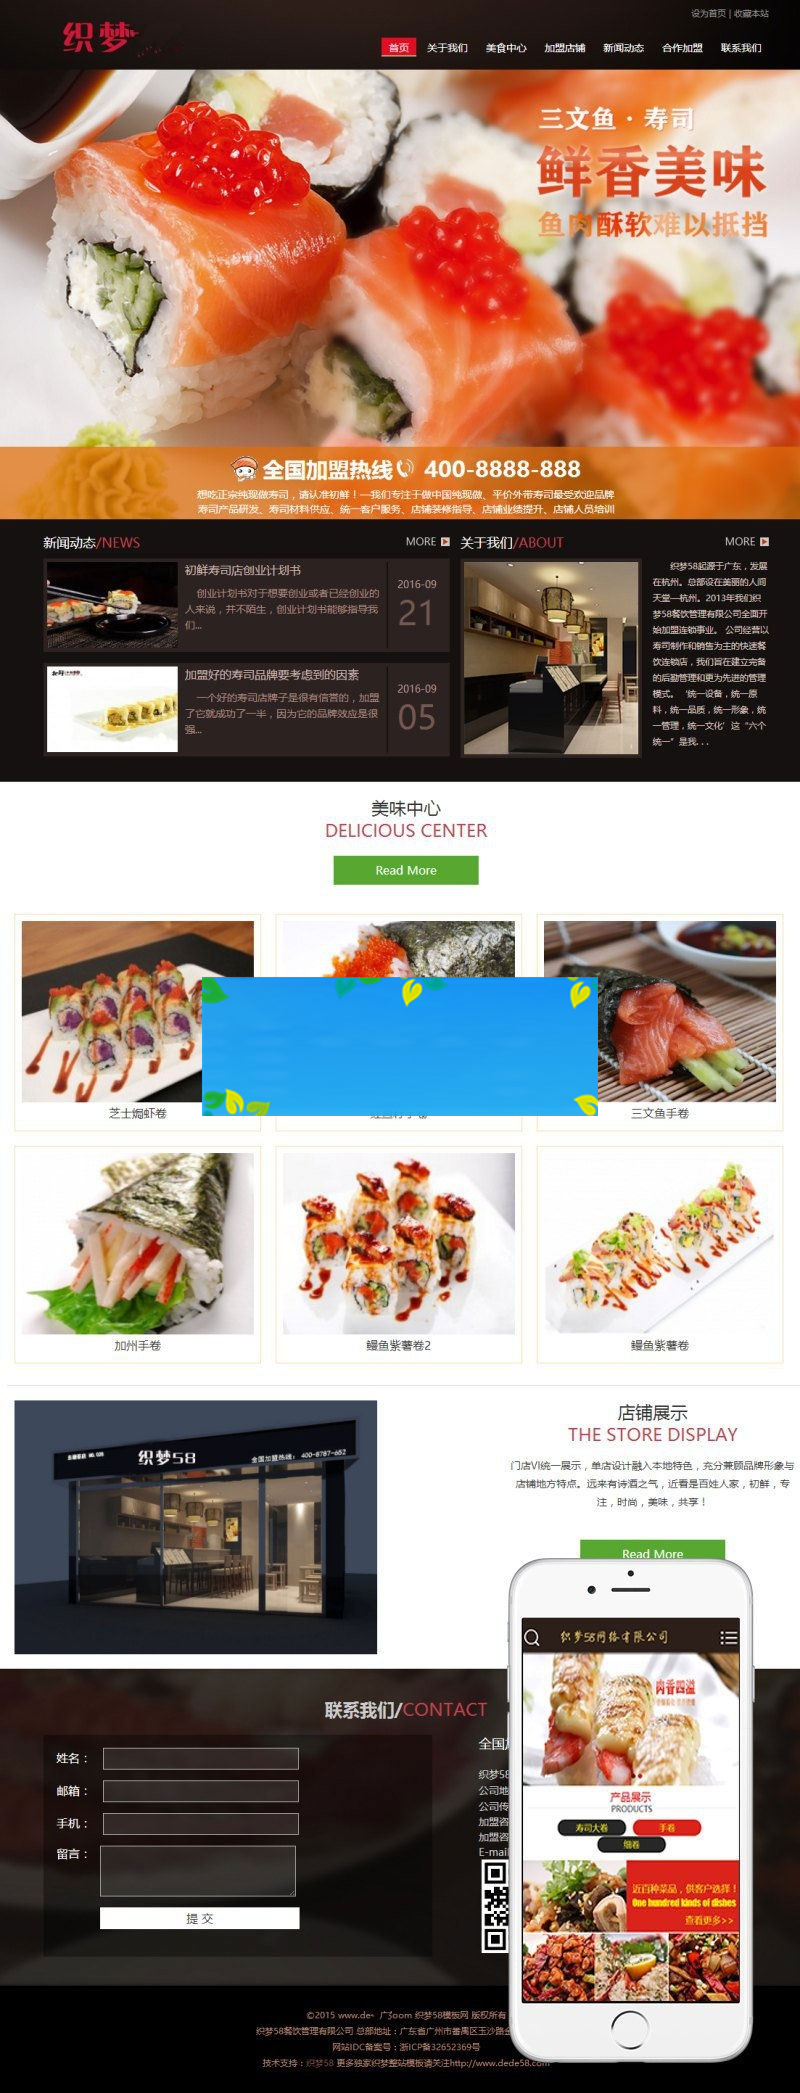 设为首页 | 收藏本站
织梦
首页 关于我们 美食中心 加盟店铺 新闻动态 合作加盟 联系我们
三文鱼·寿司
鲜香美味
鱼肉酥软难以抵挡
全国加盟热线 400-8888-888
想吃正宗纯现做寿司，请认准初鲜！—我们专注于做中国纯现做、平价外带寿司最受欢迎品牌
寿司产品研发、寿司材料供应、统一客户服务、店铺装修指导、店铺业绩提升、店铺人员培训
新闻动态/NEWS MORE
初鲜寿司店创业计划书
创业计划书对于想要创业或者已经创业的
人来说，并不陌生，创业计划书能够指导我
们...
2016-09
21
加盟好的寿司品牌要考虑到的因素
一个好的寿司店牌子是很有信誉的，加盟
了它就成功了一半，因为它的品牌效应是很
强...
2016-09
05
关于我们/ABOUT MORE
织梦58起源于广东，发展
在杭州。总部设在美丽的人间
天堂—杭州。2013年我们织
梦58餐饮管理有限公司全面开
始加盟连锁事业。 公司经营以
寿司制作和销售为主的快速餐
饮连锁店，我们旨在建立完备
的后勤管理和更为先进的管理
模式。 ‘统一设备，统一原
料，统一品质，统一形象，统
一管理，统一文化’这“六个
统一”是我...
美味中心
DELICIOUS CENTER
Read More
芝士焗虾卷
三文鱼手卷
加州手卷
鳗鱼紫薯卷2
鳗鱼紫薯卷
织梦58
全国加盟热线：400-8787-652
店铺展示
THE STORE DISPLAY
门店VI统一展示，单店设计融入本地特色，充分兼顾品牌形象与
店铺地方特点。远来有诗酒之气，近看是百姓人家，初鲜，专
注，时尚，美味，共享！
Read More
联系我们/CONTACT
姓名：
邮箱：
手机：
留言：
提 交
全国
织梦58
公司地
公司传
加盟咨
加盟咨
E-mail
织梦58网络有限公司
肉香四溢
产品展示
PRODUCTS
寿司大卷 手卷
细卷
近百种菜品，供客户选择！
One hundred kinds of dishes
查看更多>>
©2015 www.de 织梦58模板网 版权所有
织梦58餐饮管理有限公司 总部地址：广东省广州市番禺区玉沙路
网站IDC备案号：浙ICP备32652369号
技术支持：织梦58 更多独家织梦整站模板请关注http://www.dede58.com